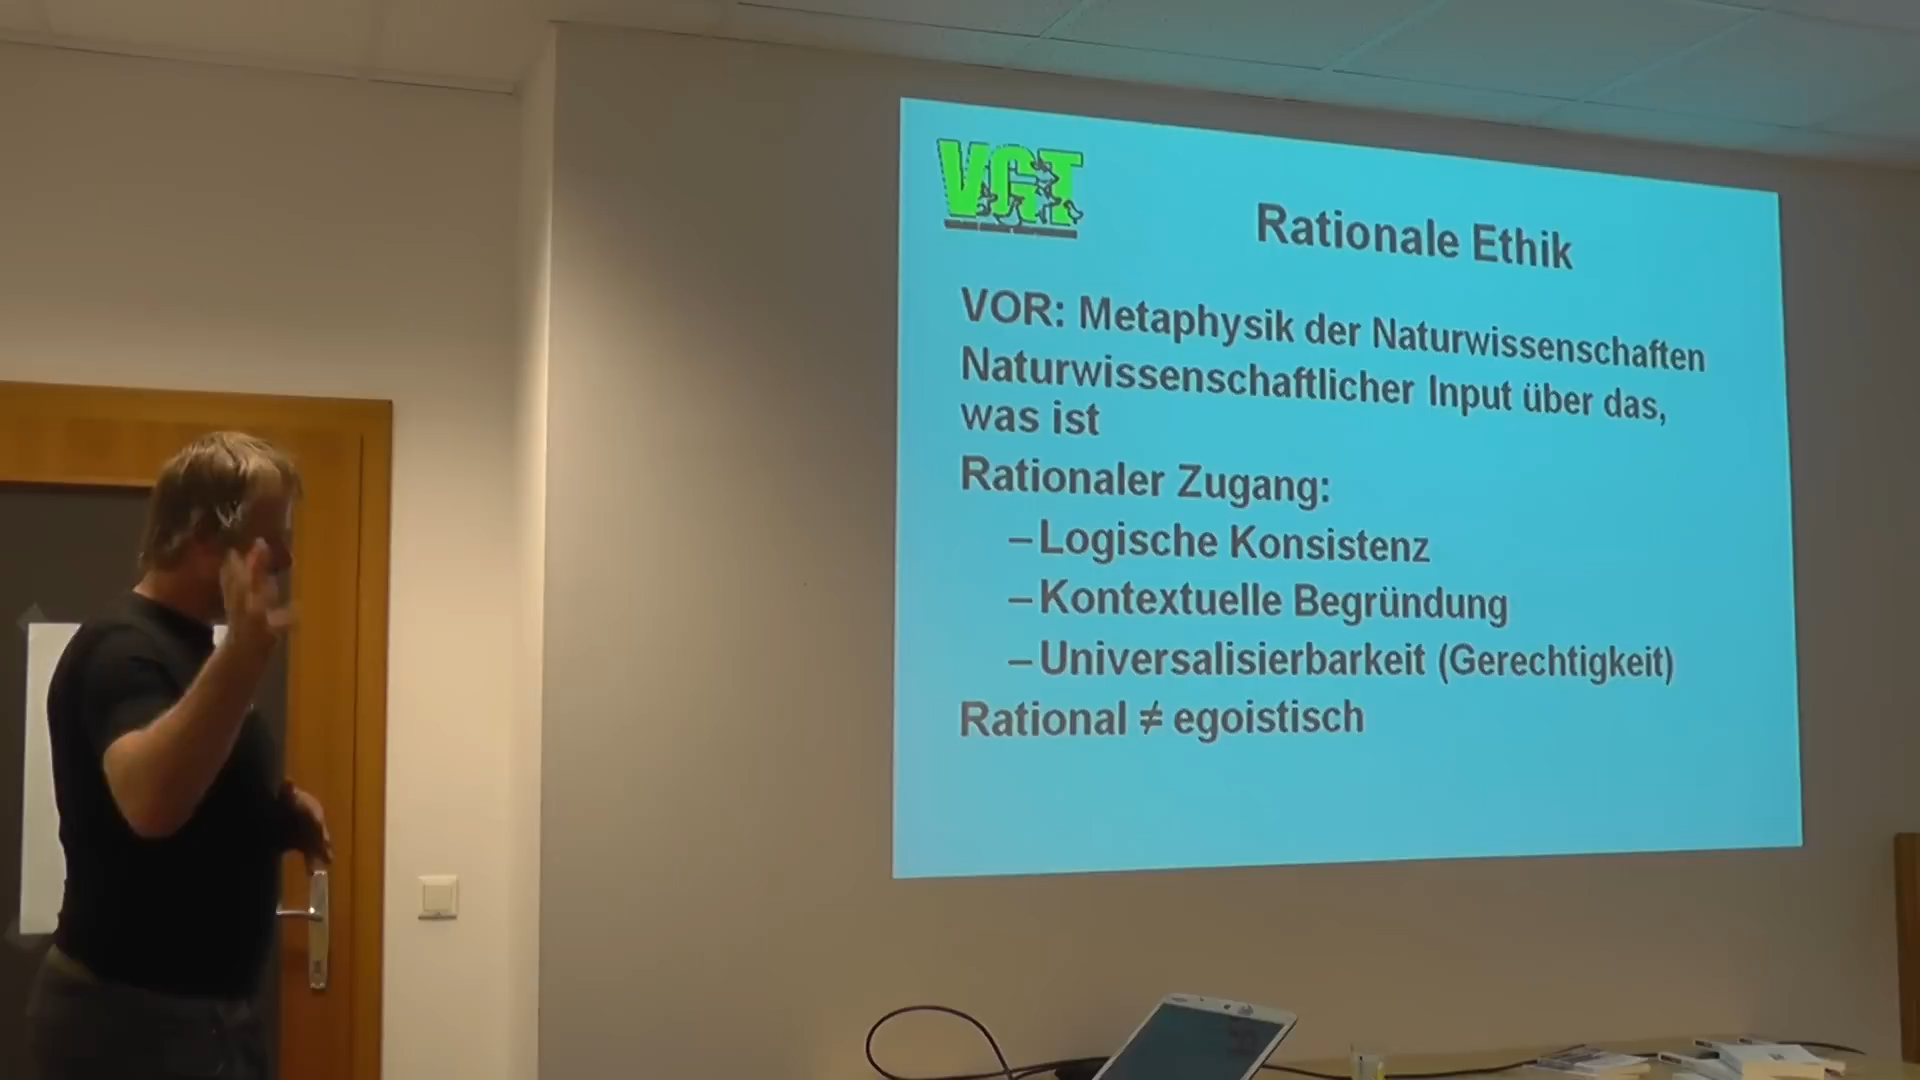 VGT
Rationale Ethik
VOR: Metaphysik der Naturwissenschaften
Naturwissenschaftlicher Input über das,
was ist
Rationaler Zugang:
–Logische Konsistenz
–Kontextuelle Begründung
–Universalisierbarkeit (Gerechtigkeit)
Rational ≠ egoistisch